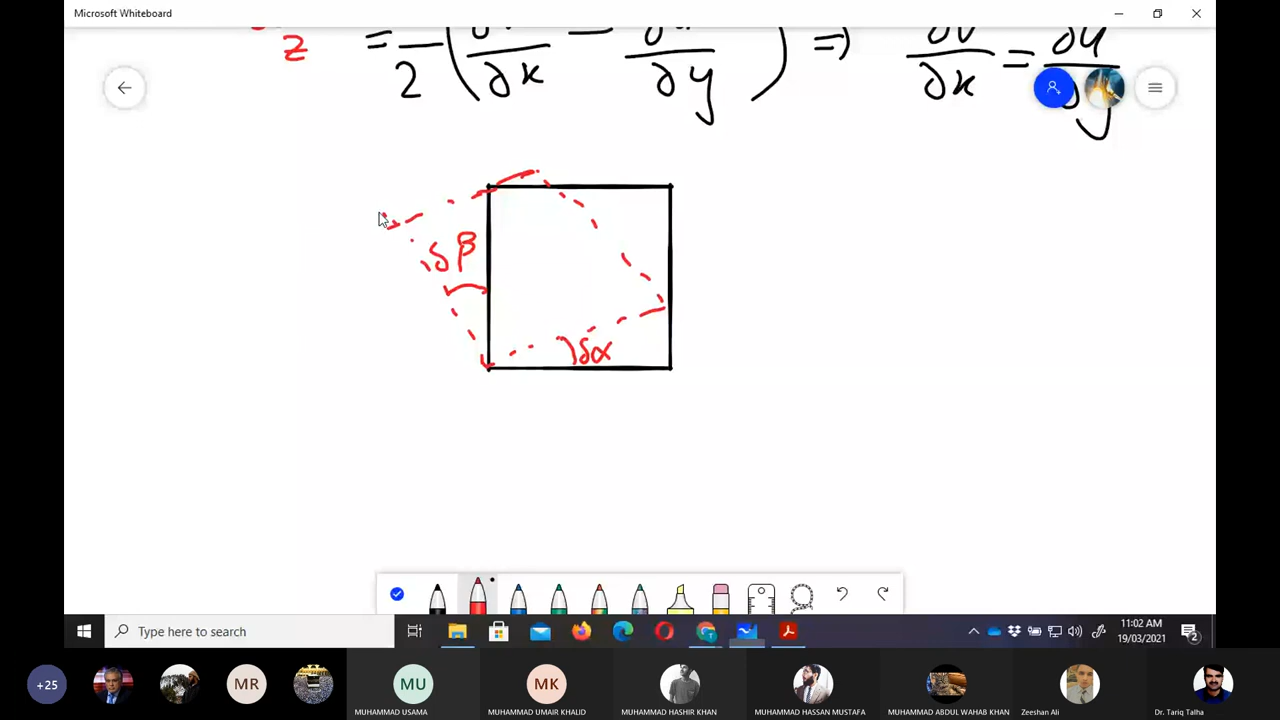 Microsoft Whiteboard
z = 1/2 (∂v/∂x − ∂u/∂y) ⇒ ∂v/∂x = ∂u/∂y
δβ
δα
Type here to search
11:02 AM
19/03/2021
2
+25
MR
MU
MK
MUHAMMAD USAMA
MUHAMMAD UMAIR KHALID
MUHAMMAD HASHIR KHAN
MUHAMMAD HASSAN MUSTAFA
MUHAMMAD ABDUL WAHAB KHAN
Zeeshan Ali
Dr. Tariq Talha